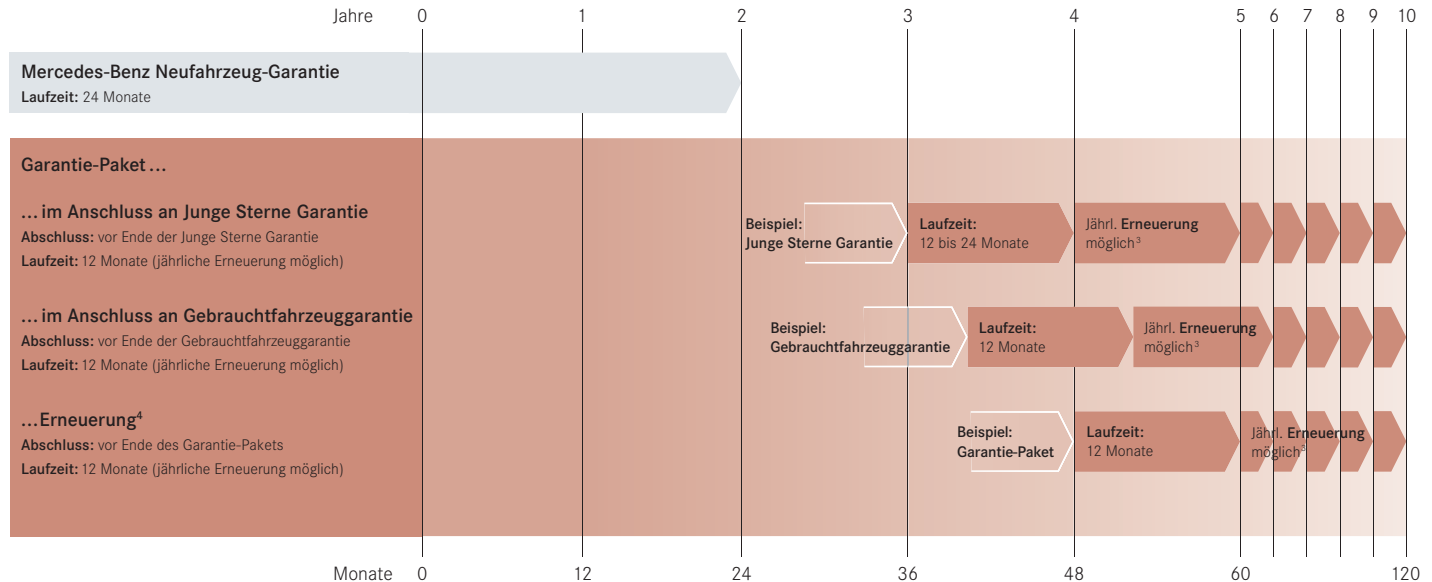 Jahre 0 1 2 3 4 5 6 7 8 9 10
Mercedes-Benz Neufahrzeug-Garantie
Laufzeit: 24 Monate
Garantie-Paket ...
... im Anschluss an Junge Sterne Garantie
Abschluss: vor Ende der Junge Sterne Garantie
Laufzeit: 12 Monate (jährliche Erneuerung möglich)
Beispiel:
Junge Sterne Garantie
Laufzeit:
12 bis 24 Monate
Jährl. Erneuerung
möglich³
... im Anschluss an Gebrauchtfahrzeuggarantie
Abschluss: vor Ende der Gebrauchtfahrzeuggarantie
Laufzeit: 12 Monate (jährliche Erneuerung möglich)
Beispiel:
Gebrauchtfahrzeuggarantie
Laufzeit:
12 Monate
Jährl. Erneuerung
möglich³
... Erneuerung⁴
Abschluss: vor Ende des Garantie-Pakets
Laufzeit: 12 Monate (jährliche Erneuerung möglich)
Beispiel:
Garantie-Paket
Laufzeit:
12 Monate
Jährl. Erneuerung
möglich³
Monate 0 12 24 36 48 60 120